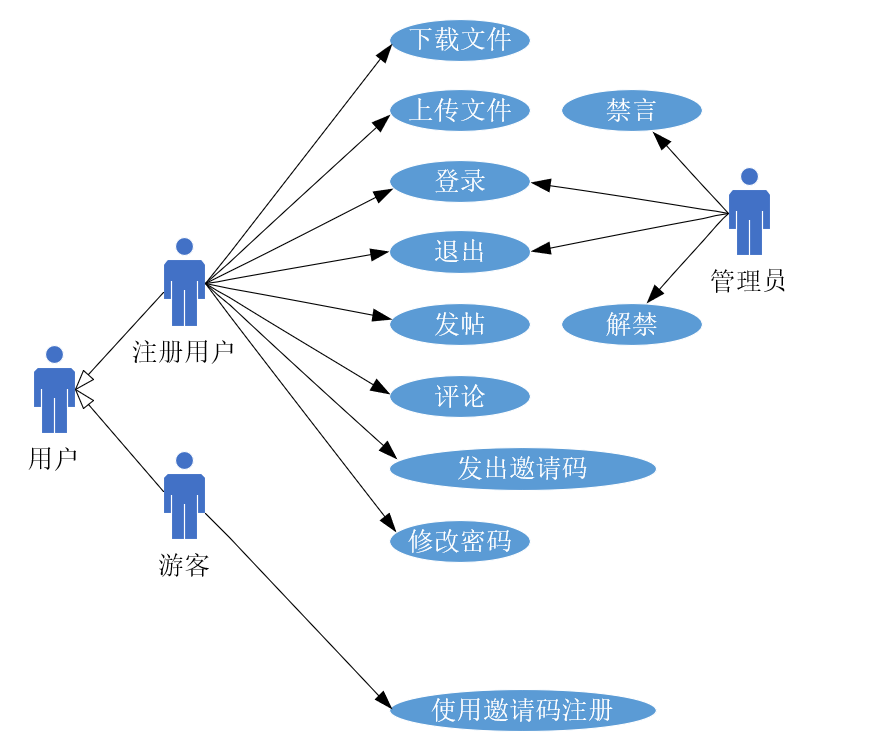 下载文件
上传文件
禁言
登录
退出
管理员
发帖
解禁
注册用户
评论
用户
发出邀请码
修改密码
游客
使用邀请码注册